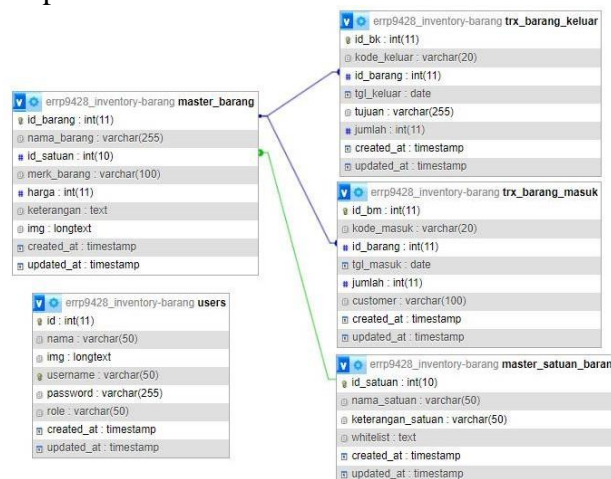 errp9428_inventory-barang master_barang
id_barang : int(11)
nama_barang : varchar(255)
id_satuan : int(10)
merk_barang : varchar(100)
harga : int(11)
keterangan : text
img : longtext
created_at : timestamp
updated_at : timestamp
errp9428_inventory-barang users
id : int(11)
nama : varchar(50)
img : longtext
username : varchar(50)
password : varchar(255)
role : varchar(50)
created_at : timestamp
updated_at : timestamp
errp9428_inventory-barang trx_barang_keluar
id_bk : int(11)
kode_keluar : varchar(20)
id_barang : int(11)
tgl_keluar : date
tujuan : varchar(255)
jumlah : int(11)
created_at : timestamp
updated_at : timestamp
errp9428_inventory-barang trx_barang_masuk
id_bm : int(11)
kode_masuk : varchar(20)
id_barang : int(11)
tgl_masuk : date
jumlah : int(11)
customer : varchar(100)
created_at : timestamp
updated_at : timestamp
errp9428_inventory-barang master_satuan_baran
id_satuan : int(10)
nama_satuan : varchar(50)
keterangan_satuan : varchar(50)
whitelist : text
created_at : timestamp
updated_at : timestamp